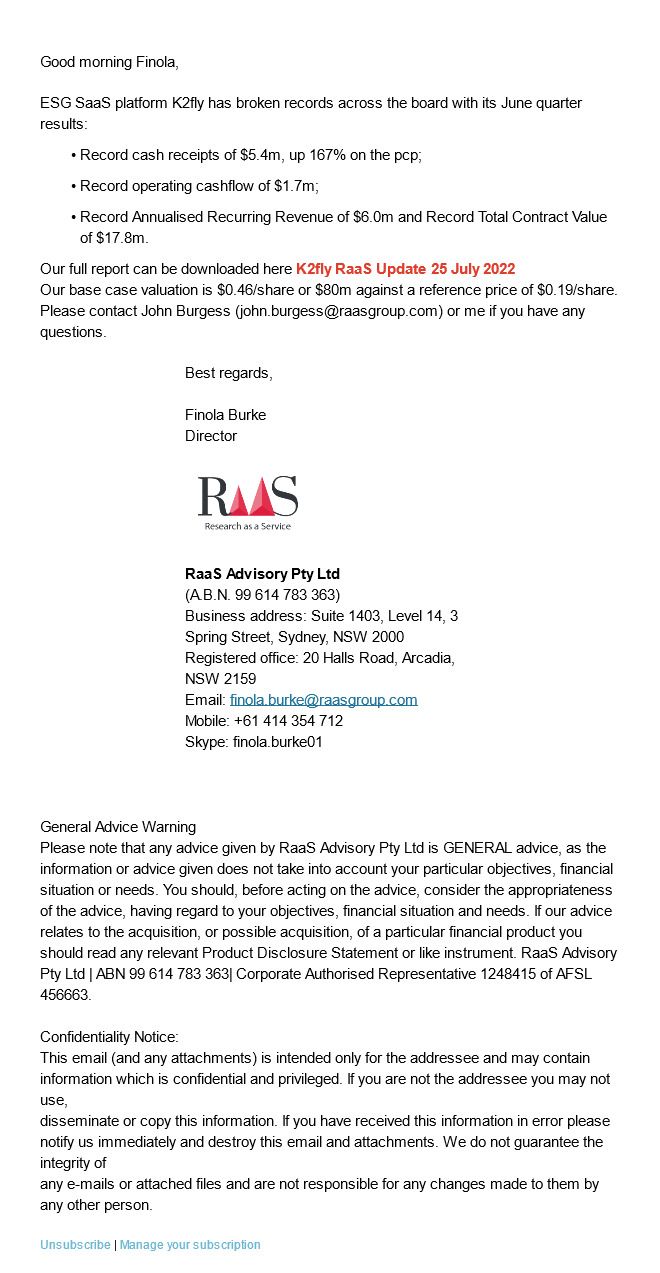 Good morning Finola,
ESG SaaS platform K2fly has broken records across the board with its June quarter
results:
• Record cash receipts of $5.4m, up 167% on the pcp;
• Record operating cashflow of $1.7m;
• Record Annualised Recurring Revenue of $6.0m and Record Total Contract Value
of $17.8m.
Our full report can be downloaded here K2fly RaaS Update 25 July 2022
Our base case valuation is $0.46/share or $80m against a reference price of $0.19/share.
Please contact John Burgess (john.burgess@raasgroup.com) or me if you have any
questions.
Best regards,
Finola Burke
Director
RAAS
Research as a Service
RaaS Advisory Pty Ltd
(A.B.N. 99 614 783 363)
Business address: Suite 1403, Level 14, 3
Spring Street, Sydney, NSW 2000
Registered office: 20 Halls Road, Arcadia,
NSW 2159
Email: finola.burke@raasgroup.com
Mobile: +61 414 354 712
Skype: finola.burke01
General Advice Warning
Please note that any advice given by RaaS Advisory Pty Ltd is GENERAL advice, as the
information or advice given does not take into account your particular objectives, financial
situation or needs. You should, before acting on the advice, consider the appropriateness
of the advice, having regard to your objectives, financial situation and needs. If our advice
relates to the acquisition, or possible acquisition, of a particular financial product you
should read any relevant Product Disclosure Statement or like instrument. RaaS Advisory
Pty Ltd | ABN 99 614 783 363| Corporate Authorised Representative 1248415 of AFSL
456663.
Confidentiality Notice:
This email (and any attachments) is intended only for the addressee and may contain
information which is confidential and privileged. If you are not the addressee you may not
use,
disseminate or copy this information. If you have received this information in error please
notify us immediately and destroy this email and attachments. We do not guarantee the
integrity of
any e-mails or attached files and are not responsible for any changes made to them by
any other person.
Unsubscribe | Manage your subscription